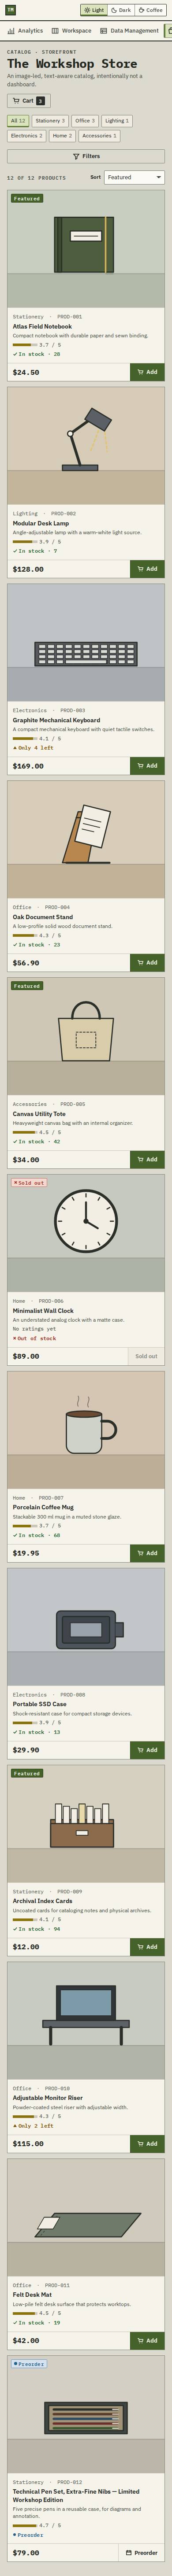 TM
Light Dark Coffee
Analytics Workspace Data Management
CATALOG · STOREFRONT
The Workshop Store
An image-led, text-aware catalog, intentionally not a
dashboard.
Cart 3
All 12 Stationery 3 Office 3 Lighting 1
Electronics 2 Home 2 Accessories 1
Filters
12 OF 12 PRODUCTS Sort Featured
Featured
Stationery · PROD-001
Atlas Field Notebook
Compact notebook with durable paper and sewn binding.
3.7 / 5
In stock · 28
$24.50 Add
Lighting · PROD-002
Modular Desk Lamp
Angle-adjustable lamp with a warm-white light source.
3.9 / 5
In stock · 7
$128.00 Add
Electronics · PROD-003
Graphite Mechanical Keyboard
A compact mechanical keyboard with quiet tactile switches.
4.1 / 5
Only 4 left
$169.00 Add
Office · PROD-004
Oak Document Stand
A low-profile solid wood document stand.
4.3 / 5
In stock · 23
$56.90 Add
Featured
Accessories · PROD-005
Canvas Utility Tote
Heavyweight canvas bag with an internal organizer.
4.5 / 5
In stock · 42
$34.00 Add
Sold out
Home · PROD-006
Minimalist Wall Clock
An understated analog clock with a matte case.
No ratings yet
Out of stock
$89.00 Sold out
Home · PROD-007
Porcelain Coffee Mug
Stackable 300 ml mug in a muted stone glaze.
3.7 / 5
In stock · 68
$19.95 Add
Electronics · PROD-008
Portable SSD Case
Shock-resistant case for compact storage devices.
3.9 / 5
In stock · 13
$29.90 Add
Featured
Stationery · PROD-009
Archival Index Cards
Uncoated cards for cataloging notes and physical archives.
4.1 / 5
In stock · 94
$12.00 Add
Office · PROD-010
Adjustable Monitor Riser
Powder-coated steel riser with adjustable width.
4.3 / 5
Only 2 left
$115.00 Add
Office · PROD-011
Felt Desk Mat
Low-pile felt desk surface that protects worktops.
4.5 / 5
In stock · 19
$42.00 Add
Preorder
Stationery · PROD-012
Technical Pen Set, Extra-Fine Nibs — Limited
Workshop Edition
Five precise pens in a reusable case, for diagrams and
annotation.
4.7 / 5
Preorder
$79.00 Preorder